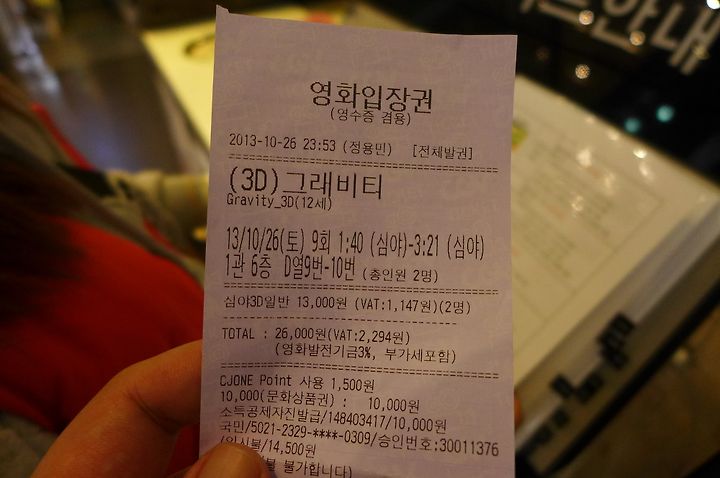 영화입장권
(영수증 겸용)
2013-10-26 23:53 (정용민) [전체발권]
(3D)그래비티
Gravity_3D(12세)
13/10/26(토) 9회 1:40 (심야)-3:21 (심야)
1관 6층 D열9번-10번 (총인원 2명)
심야3D일반 13,000원 (VAT:1,147원)(2명)
TOTAL : 26,000원(VAT:2,294원)
(영화발전기금3%, 부가세포함)
CJONE Point 사용 1,500원
10,000(문화상품권) : 10,000원
소득공제자진발급/148403417/10,000원
국민/5021-2329-****-0309/승인번호:30011376
/일시불/14,500원
불 불가합니다)
안내